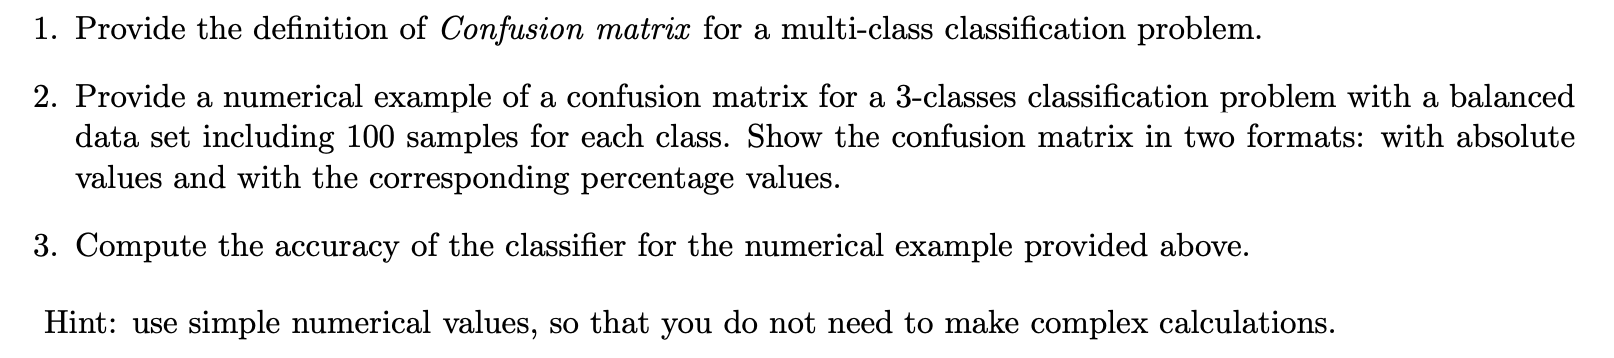 1. Provide the definition of Confusion matrix for a multi-class classification problem.
2. Provide a numerical example of a confusion matrix for a 3-classes classification problem with a balanced
data set including 100 samples for each class. Show the confusion matrix in two formats: with absolute
values and with the corresponding percentage values.
3. Compute the accuracy of the classifier for the numerical example provided above.
Hint: use simple numerical values, so that you do not need to make complex calculations.